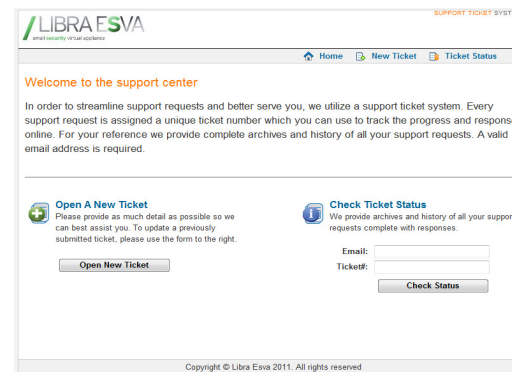 SUPPORT TICKET SYST
LIBRA ESVA
email security virtual appliance
Home New Ticket Ticket Status
Welcome to the support center
In order to streamline support requests and better serve you, we utilize a support ticket system. Every
support request is assigned a unique ticket number which you can use to track the progress and response
online. For your reference we provide complete archives and history of all your support requests. A valid
email address is required.
Open A New Ticket
Please provide as much detail as possible so we
can best assist you. To update a previously
submitted ticket, please use the form to the right.
Open New Ticket
Check Ticket Status
We provide archives and history of all your suppor
requests complete with responses.
Email:
Ticket#:
Check Status
Copyright © Libra Esva 2011. All rights reserved